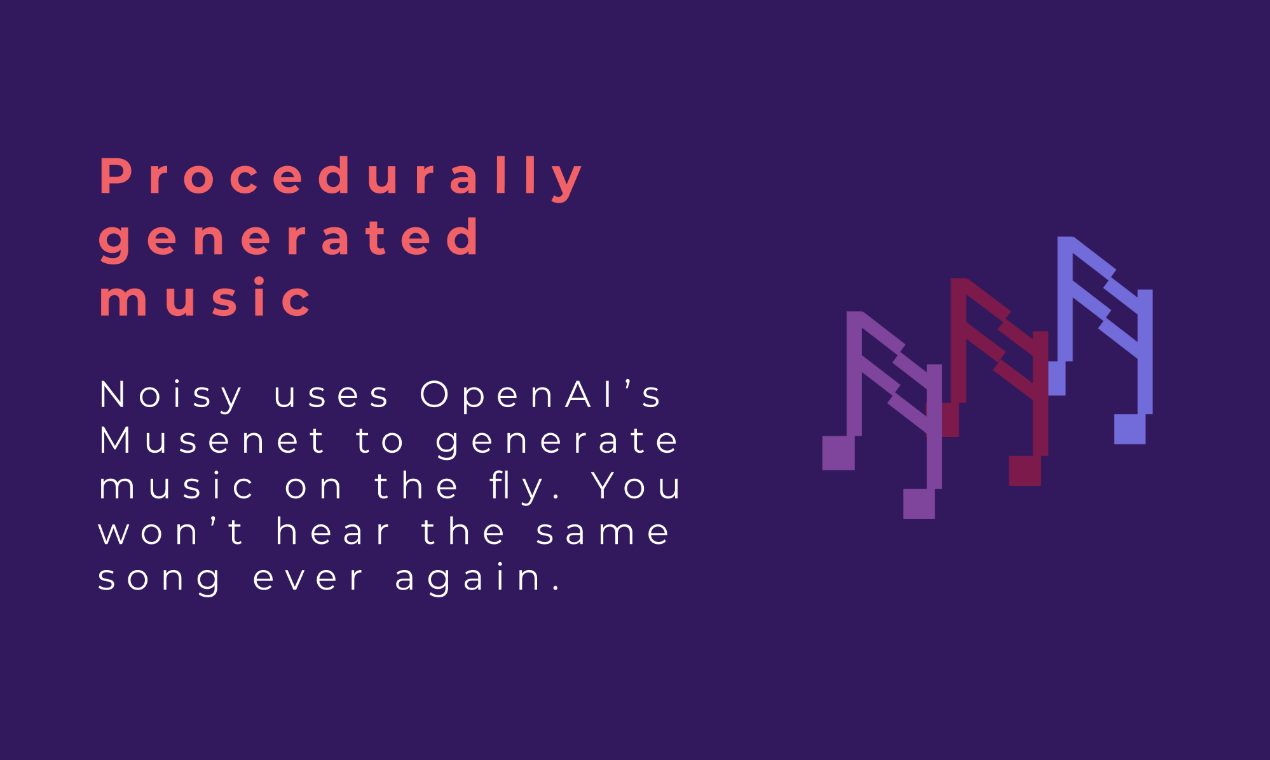 Procedurally
generated
music
Noisy uses OpenAI’s
Musenet to generate
music on the fly. You
won’t hear the same
song ever again.